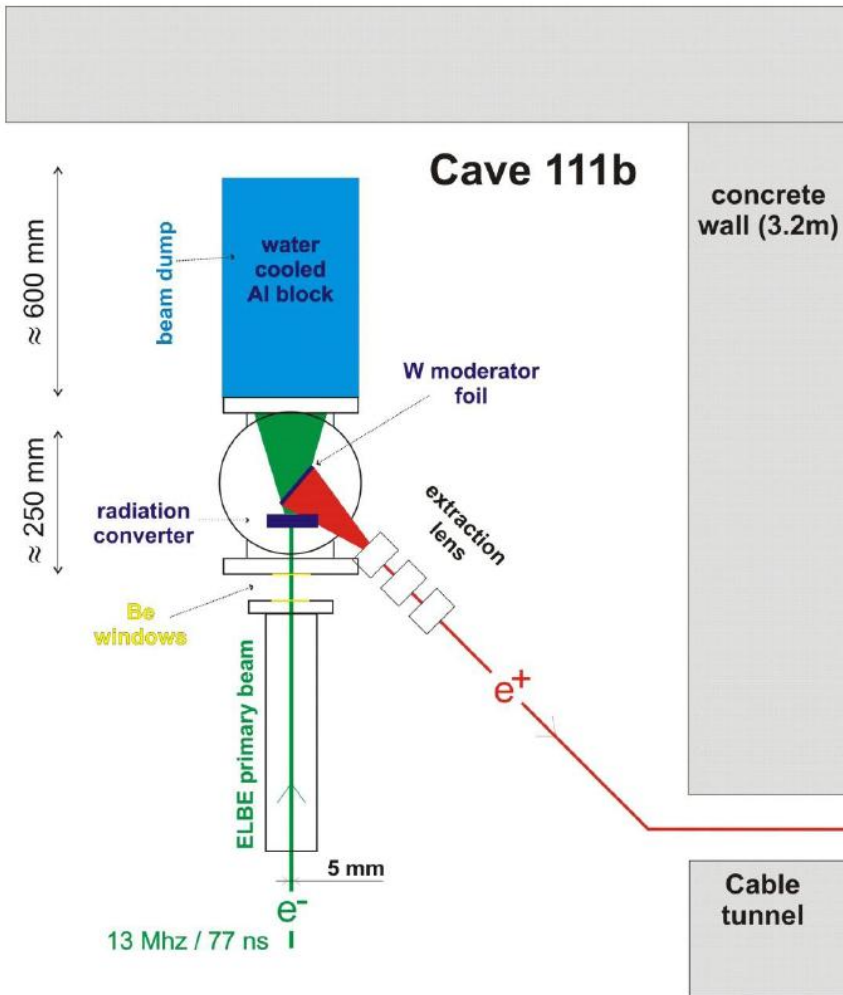 Cave 111b
concrete
wall (3.2m)
≈ 600 mm
beam dump
water
cooled
Al block
W moderator
foil
≈ 250 mm
radiation
converter
extraction
lens
Be
windows
ELBE primary beam
e+
5 mm
e-
13 Mhz / 77 ns
Cable
tunnel